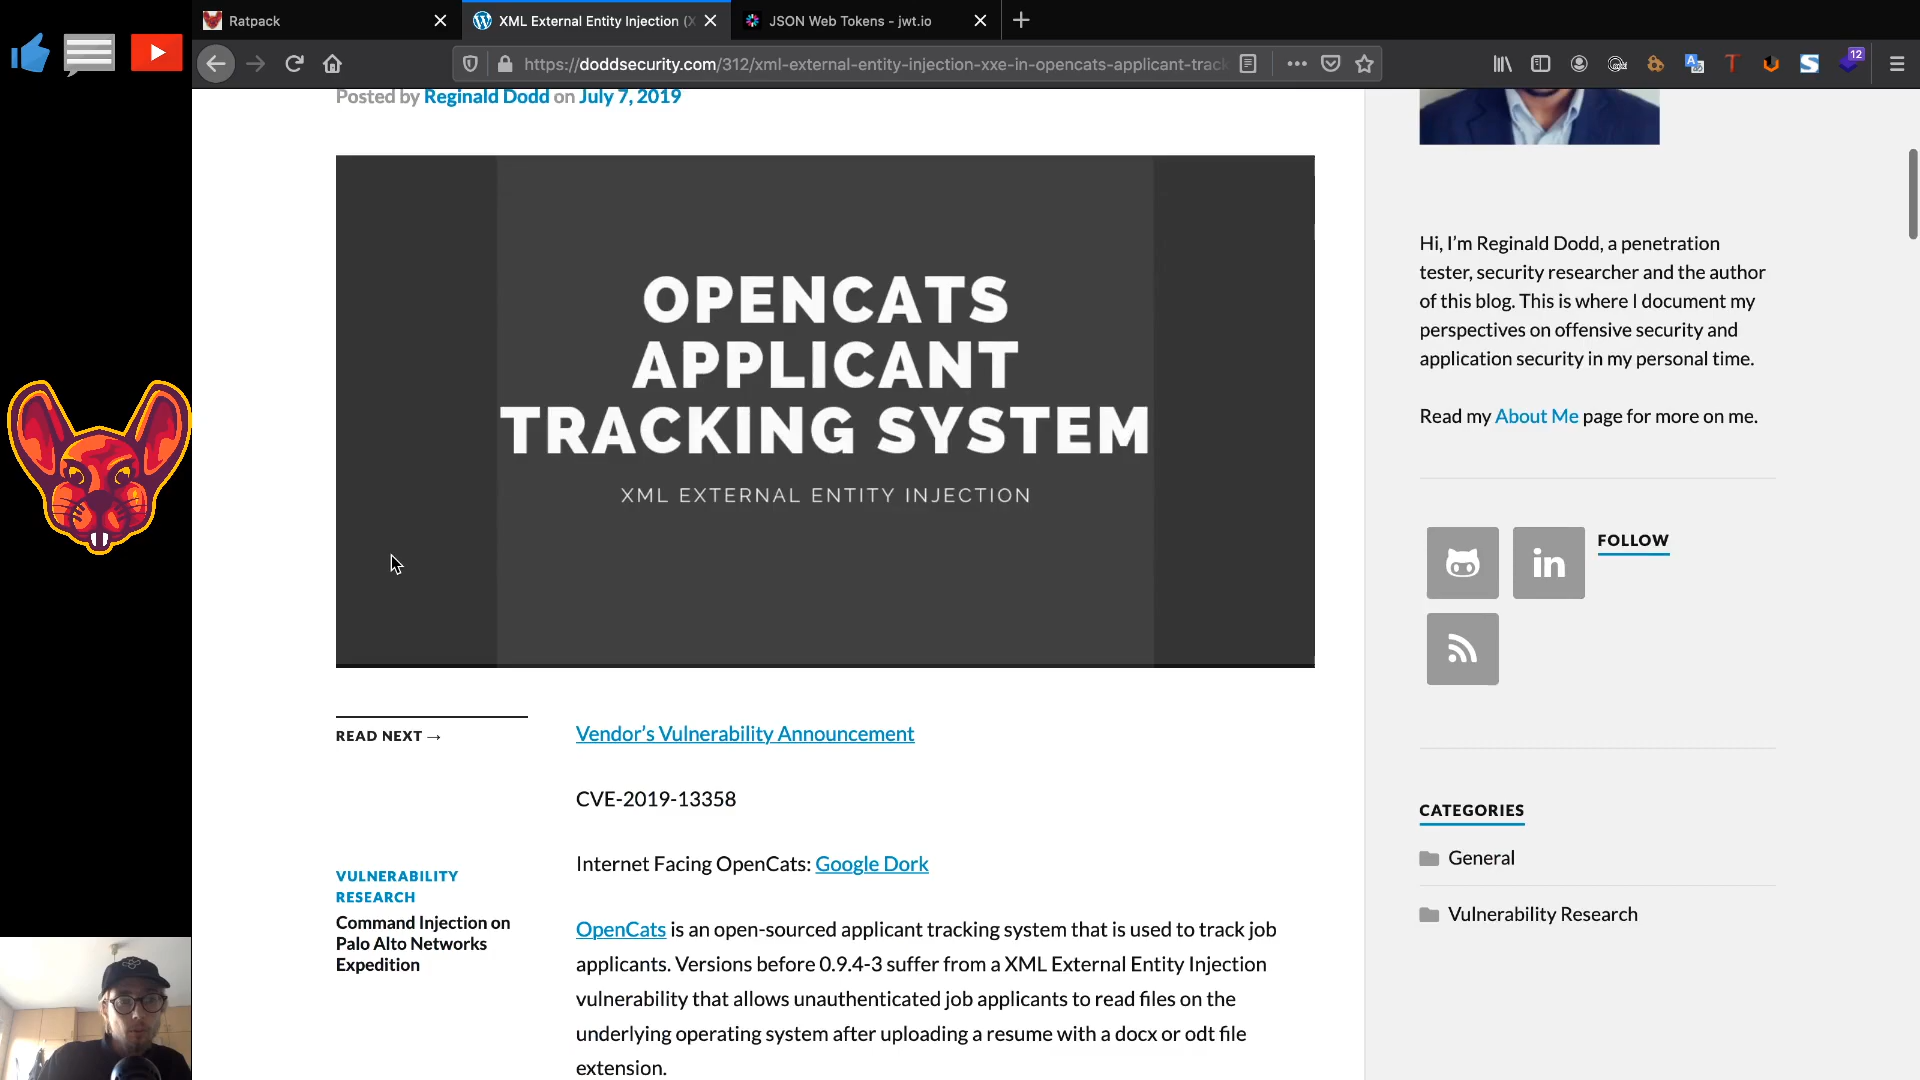 Ratpack
XML External Entity Injection (X
JSON Web Tokens - jwt.io
https://doddsecurity.com/312/xml-external-entity-injection-xxe-in-opencats-applicant-track
12
Posted by Reginald Dodd on July 7, 2019
OPENCATS
APPLICANT
TRACKING SYSTEM
XML EXTERNAL ENTITY INJECTION
READ NEXT →
VULNERABILITY
RESEARCH
Command Injection on
Palo Alto Networks
Expedition
Vendor's Vulnerability Announcement
CVE-2019-13358
Internet Facing OpenCats: Google Dork
OpenCats is an open-sourced applicant tracking system that is used to track job
applicants. Versions before 0.9.4-3 suffer from a XML External Entity Injection
vulnerability that allows unauthenticated job applicants to read files on the
underlying operating system after uploading a resume with a docx or odt file
extension.
Hi, I'm Reginald Dodd, a penetration
tester, security researcher and the author
of this blog. This is where I document my
perspectives on offensive security and
application security in my personal time.
Read my About Me page for more on me.
in
FOLLOW
CATEGORIES
General
Vulnerability Research